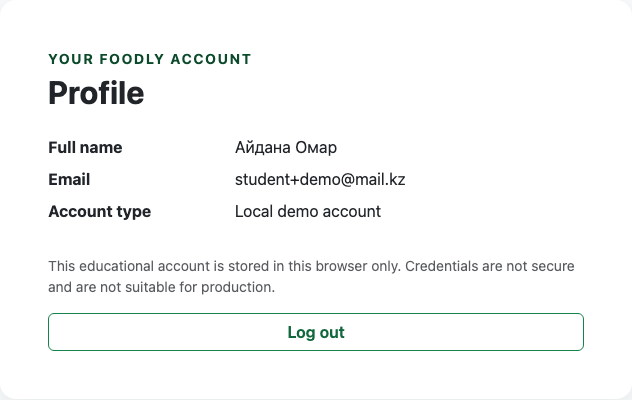 YOUR FOODLY ACCOUNT
Profile
Full name Айдана Омар
Email student+demo@mail.kz
Account type Local demo account
This educational account is stored in this browser only. Credentials are not secure
and are not suitable for production.
Log out